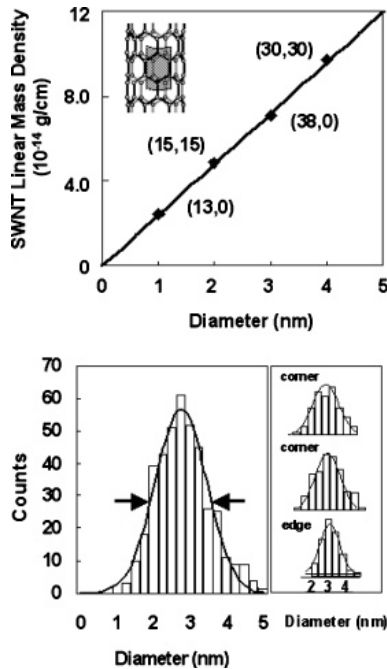 SWNT Linear Mass Density
(10⁻¹⁴ g/cm)
12
8.0
4.0
0
(30,30)
(38,0)
(15,15)
(13,0)
0 1 2 3 4 5
Diameter (nm)
70
60
50
40
30
20
10
0
Counts
0 1 2 3 4 5
Diameter (nm)
corner
corner
edge
2 3 4
Diameter (nm)